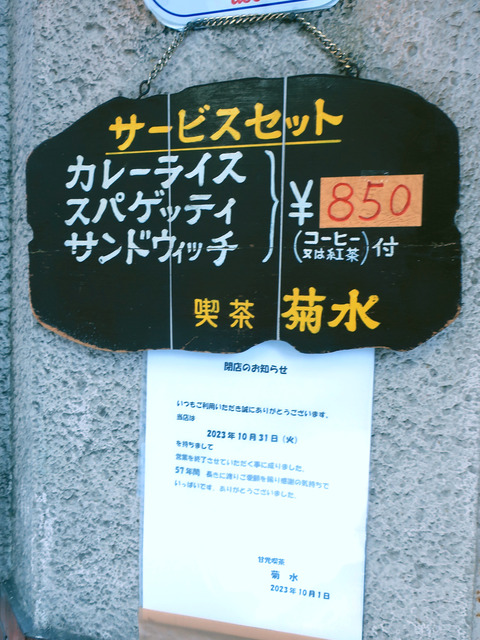 サービスセット
カレーライス
スパゲッティ
サンドウィッチ
¥850
(コーヒー又は紅茶)付
喫茶 菊水
閉店のお知らせ
いつもご利用いただき誠にありがとうございます。
当店は
2023年10月31日(火)
を持ちまして
営業を終了させていただく事に成りました。
57年間 長きに渡りご愛顧を賜り感謝の気持ちで
いっぱいです。ありがとうございました。
甘党喫茶
菊 水
2023年10月1日